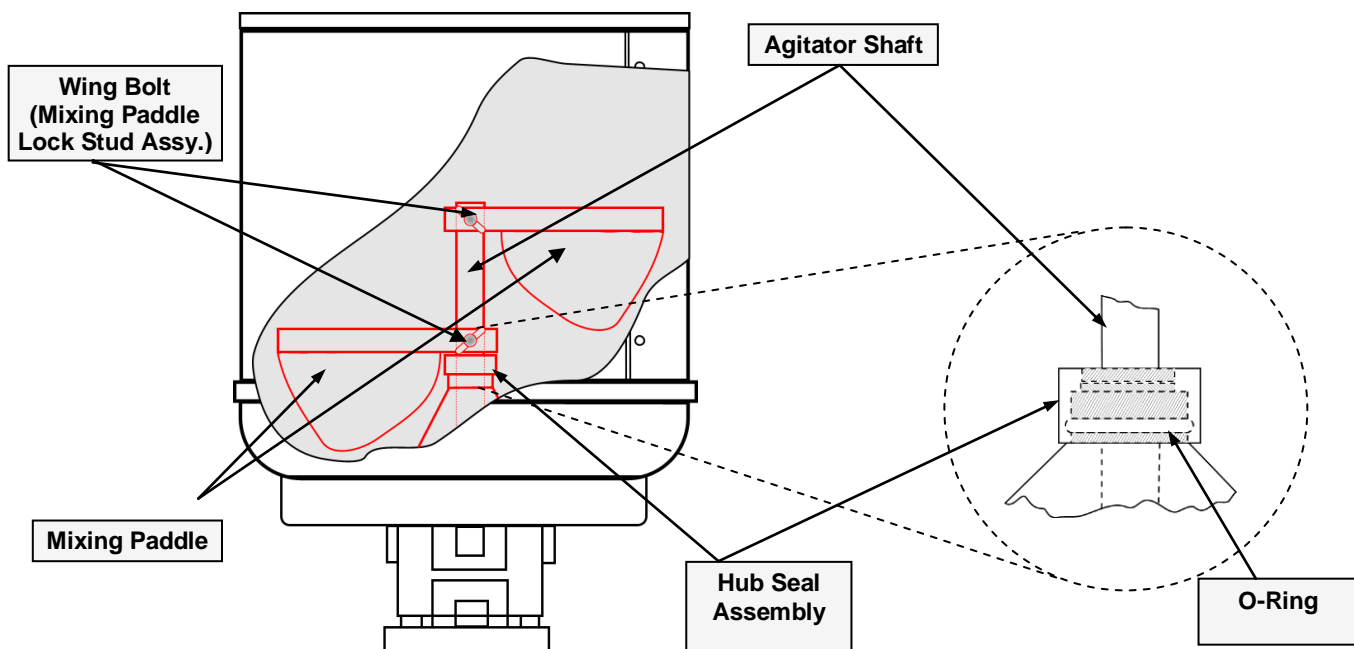 Agitator Shaft
Wing Bolt
(Mixing Paddle
Lock Stud Assy.)
Mixing Paddle
Hub Seal
Assembly
O-Ring